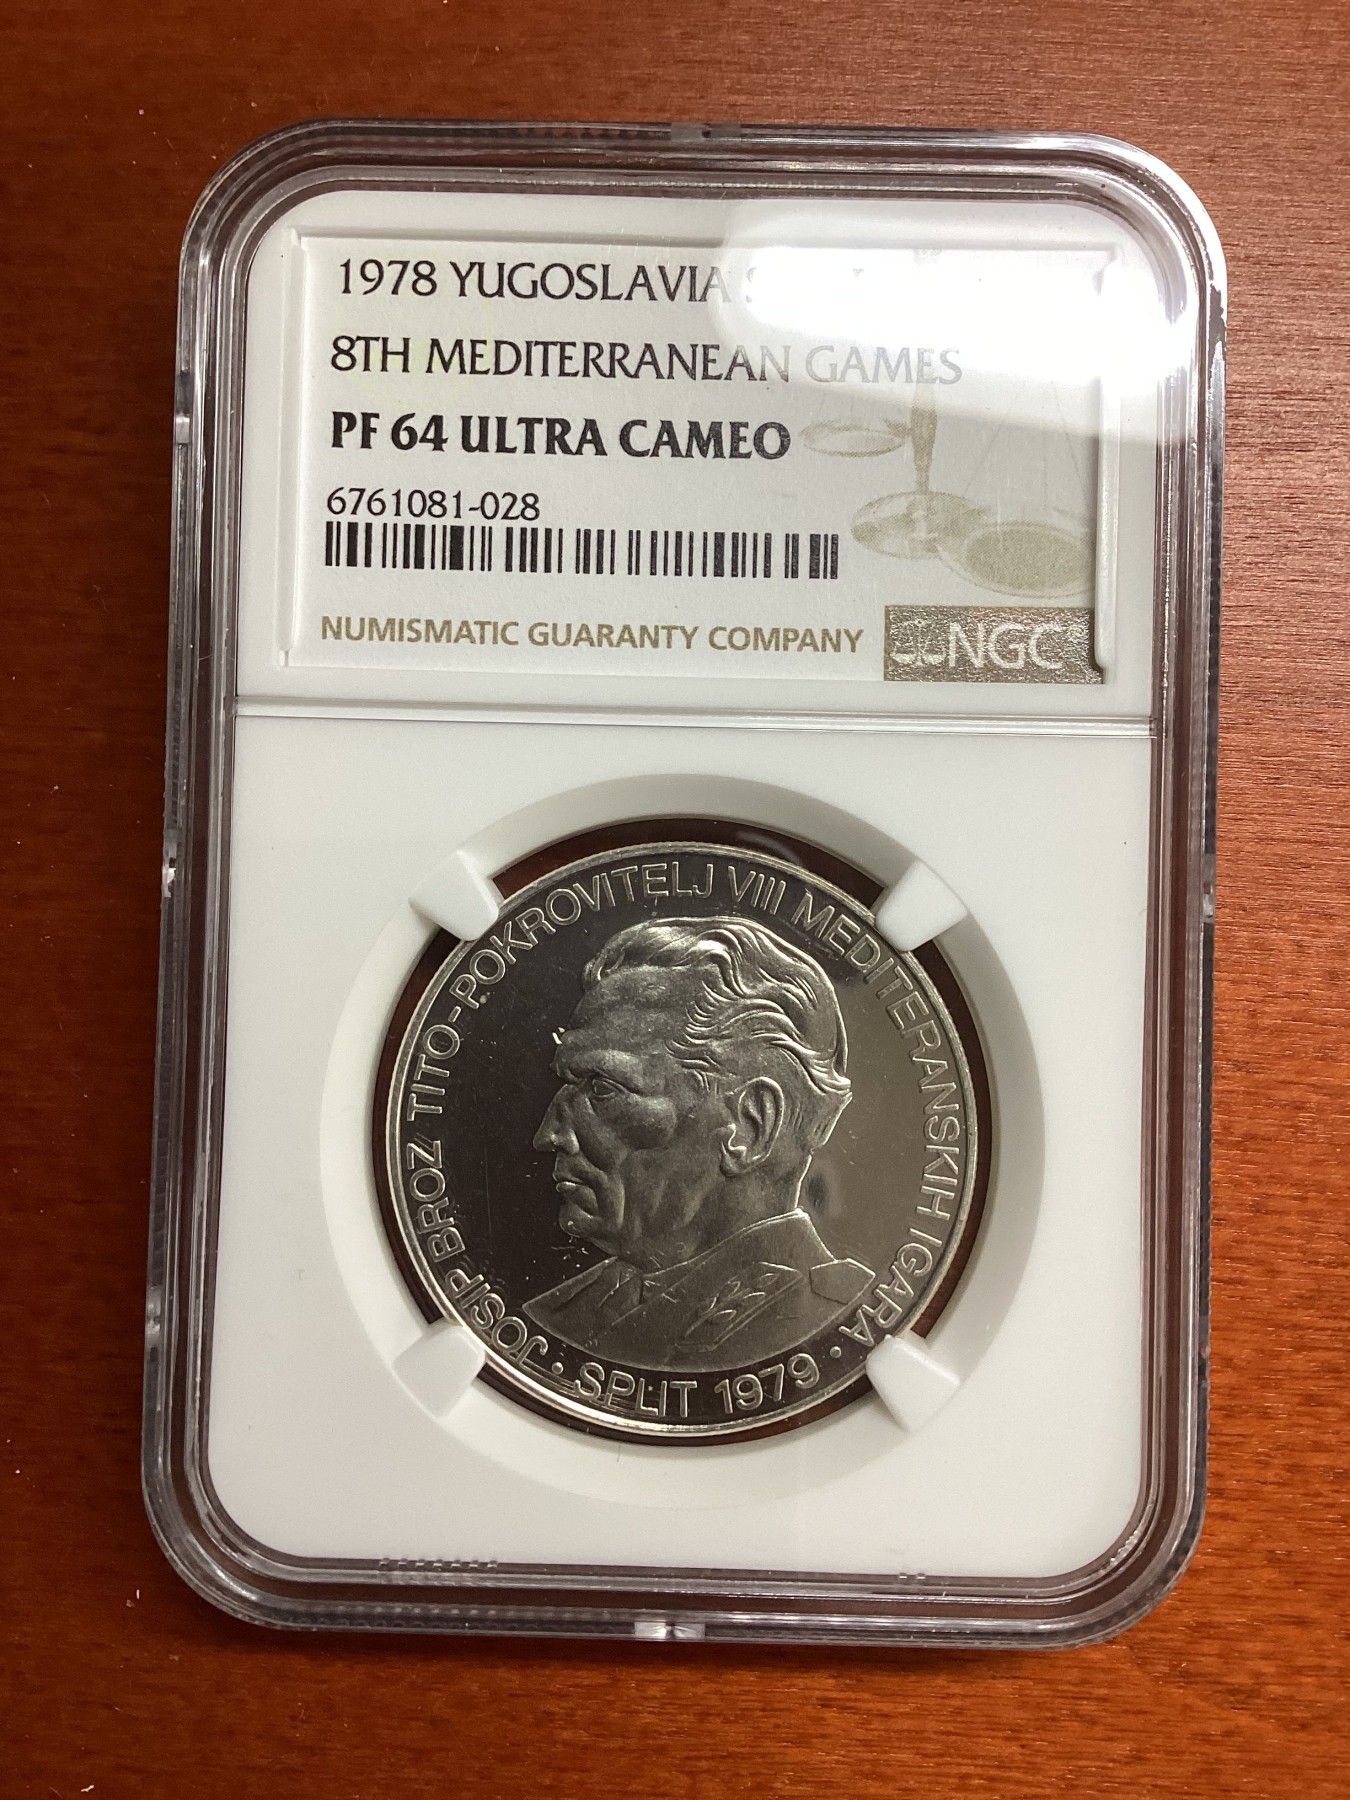 1978 YUGOSLAVIA
8TH MEDITERRANEAN GAMES
PF 64 ULTRA CAMEO
6761081-028
NUMISMATIC GUARANTY COMPANY
NGC
JOSIP BROZ TITO-POKROVITELJ VIII MEDITERANSKIH IGARA
• SPLIT 1979 •